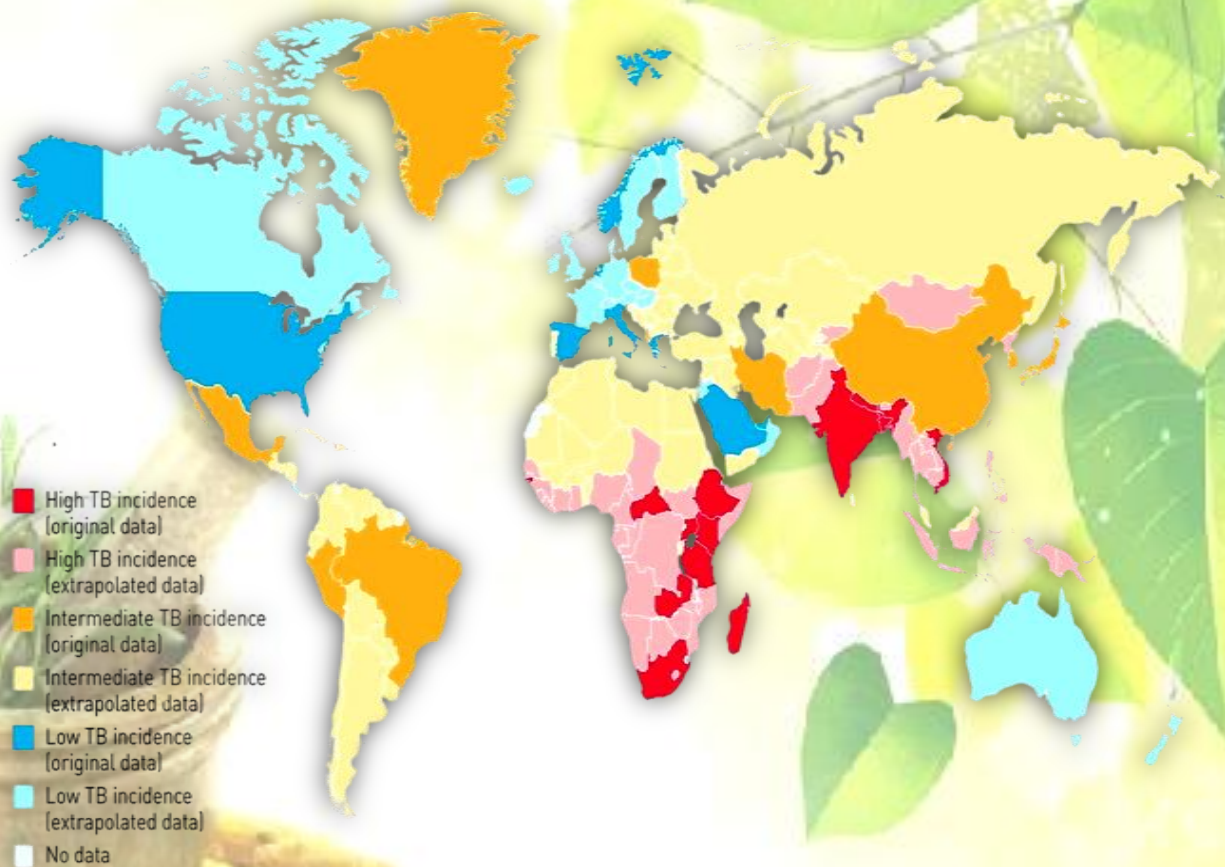 High TB incidence
(original data)
High TB incidence
(extrapolated data)
Intermediate TB incidence
(original data)
Intermediate TB incidence
(extrapolated data)
Low TB incidence
(original data)
Low TB incidence
(extrapolated data)
No data